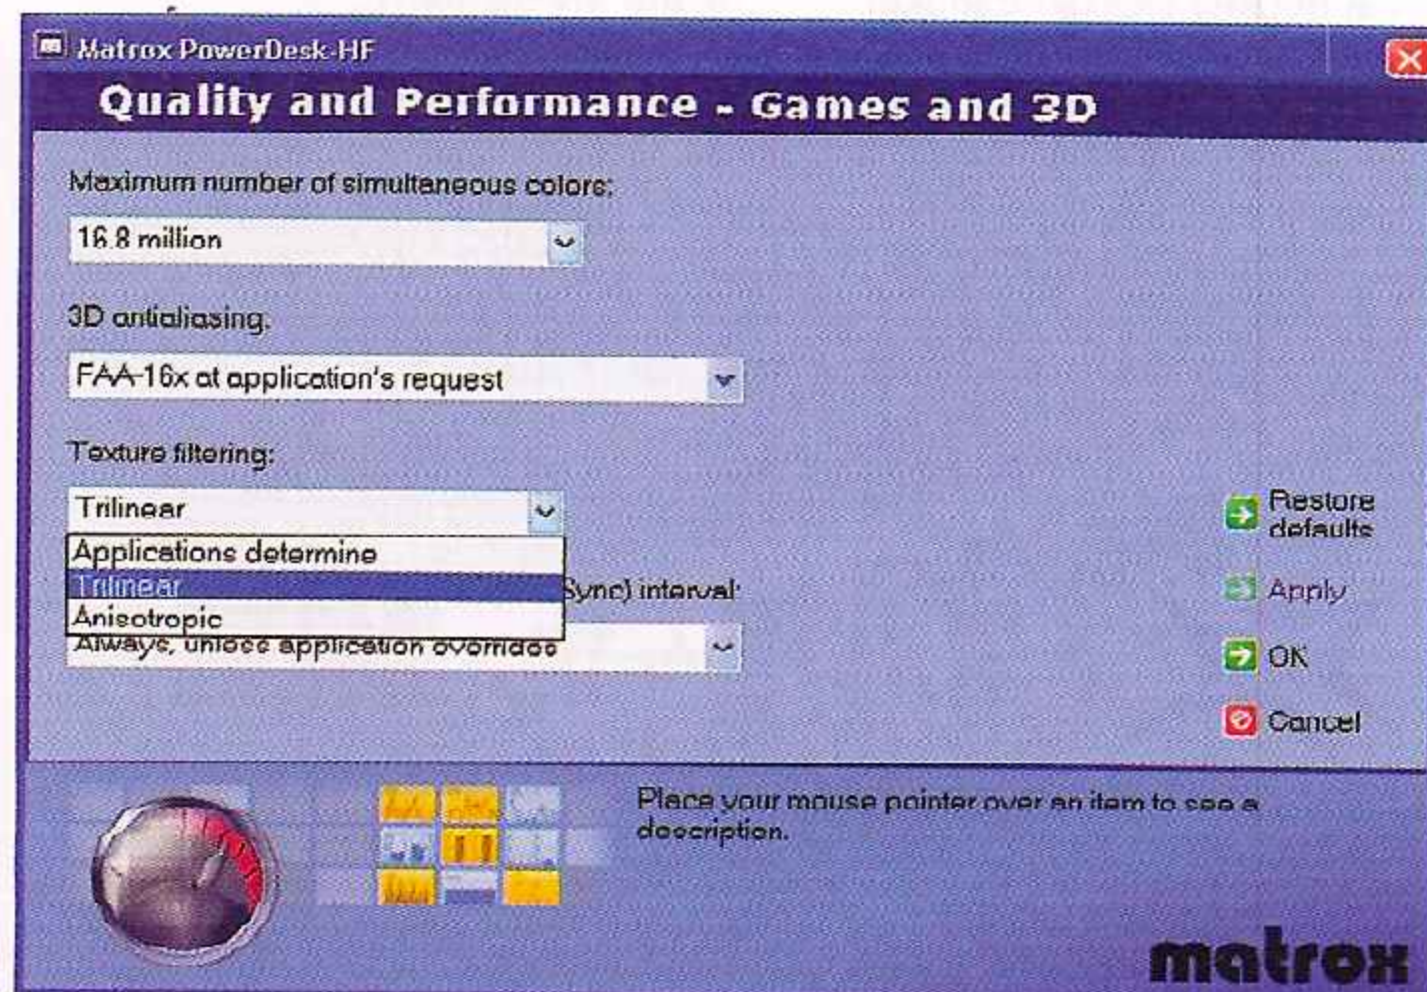 Matrox PowerDesk-HF
Quality and Performance - Games and 3D
Maximum number of simultaneous colors:
16.8 million
3D antialiasing:
FAA-16x at application's request
Texture filtering:
Trilinear
Applications determine
Trilinear
Sync) interval:
Anisotropic
Always, unless application overrides
Restore
defaults
Apply
OK
Cancel
Place your mouse pointer over an item to see a
description.
matrox